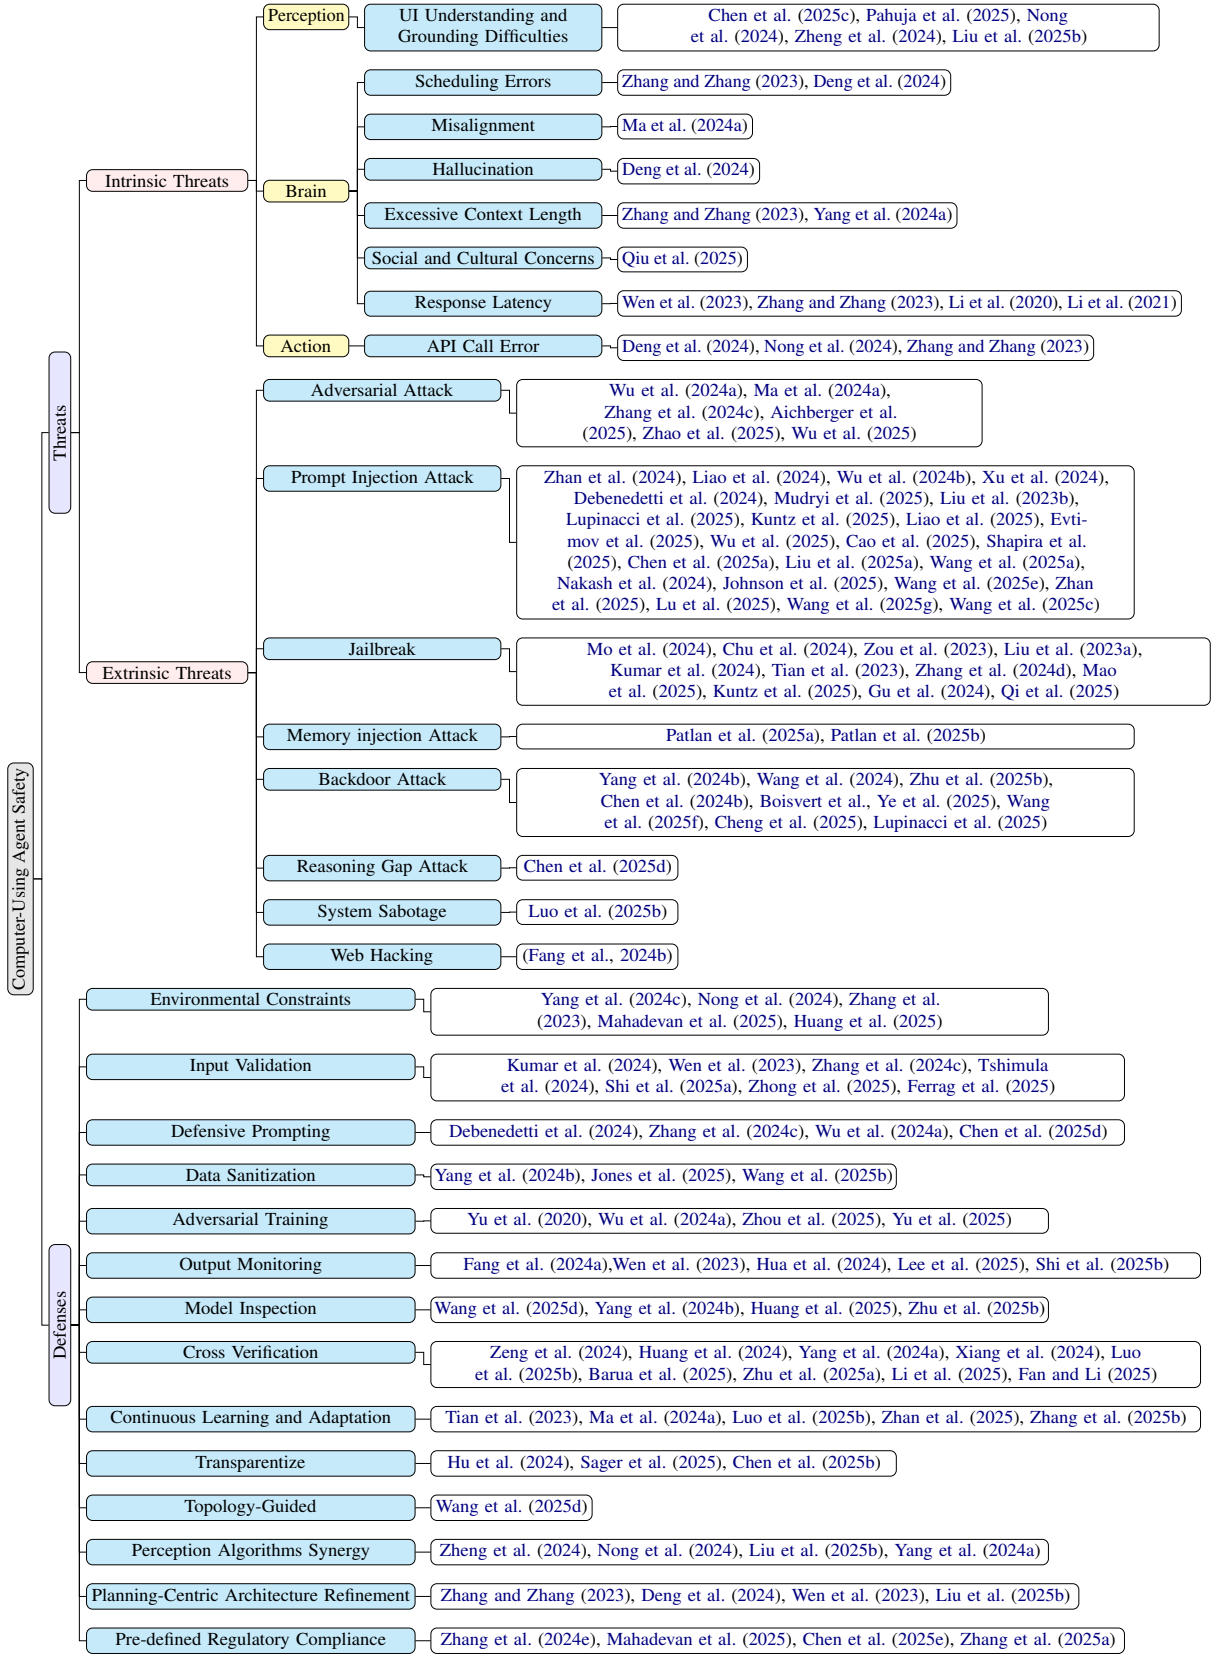 Computer-Using Agent Safety
Threats
Intrinsic Threats
Perception
UI Understanding and
Grounding Difficulties
Chen et al. (2025c), Pahuja et al. (2025), Nong
et al. (2024), Zheng et al. (2024), Liu et al. (2025b)
Brain
Scheduling Errors
Zhang and Zhang (2023), Deng et al. (2024)
Misalignment
Ma et al. (2024a)
Hallucination
Deng et al. (2024)
Excessive Context Length
Zhang and Zhang (2023), Yang et al. (2024a)
Social and Cultural Concerns
Qiu et al. (2025)
Response Latency
Wen et al. (2023), Zhang and Zhang (2023), Li et al. (2020), Li et al. (2021)
Action
API Call Error
Deng et al. (2024), Nong et al. (2024), Zhang and Zhang (2023)
Extrinsic Threats
Adversarial Attack
Wu et al. (2024a), Ma et al. (2024a),
Zhang et al. (2024c), Aichberger et al.
(2025), Zhao et al. (2025), Wu et al. (2025)
Prompt Injection Attack
Zhan et al. (2024), Liao et al. (2024), Wu et al. (2024b), Xu et al. (2024),
Debenedetti et al. (2024), Mudryi et al. (2025), Liu et al. (2023b),
Lupinacci et al. (2025), Kuntz et al. (2025), Liao et al. (2025), Evti-
mov et al. (2025), Wu et al. (2025), Cao et al. (2025), Shapira et al.
(2025), Chen et al. (2025a), Liu et al. (2025a), Wang et al. (2025a),
Nakash et al. (2024), Johnson et al. (2025), Wang et al. (2025e), Zhan
et al. (2025), Lu et al. (2025), Wang et al. (2025g), Wang et al. (2025c)
Jailbreak
Mo et al. (2024), Chu et al. (2024), Zou et al. (2023), Liu et al. (2023a),
Kumar et al. (2024), Tian et al. (2023), Zhang et al. (2024d), Mao
et al. (2025), Kuntz et al. (2025), Gu et al. (2024), Qi et al. (2025)
Memory injection Attack
Patlan et al. (2025a), Patlan et al. (2025b)
Backdoor Attack
Yang et al. (2024b), Wang et al. (2024), Zhu et al. (2025b),
Chen et al. (2024b), Boisvert et al., Ye et al. (2025), Wang
et al. (2025f), Cheng et al. (2025), Lupinacci et al. (2025)
Reasoning Gap Attack
Chen et al. (2025d)
System Sabotage
Luo et al. (2025b)
Web Hacking
(Fang et al., 2024b)
Defenses
Environmental Constraints
Yang et al. (2024c), Nong et al. (2024), Zhang et al.
(2023), Mahadevan et al. (2025), Huang et al. (2025)
Input Validation
Kumar et al. (2024), Wen et al. (2023), Zhang et al. (2024c), Tshimula
et al. (2024), Shi et al. (2025a), Zhong et al. (2025), Ferrag et al. (2025)
Defensive Prompting
Debenedetti et al. (2024), Zhang et al. (2024c), Wu et al. (2024a), Chen et al. (2025d)
Data Sanitization
Yang et al. (2024b), Jones et al. (2025), Wang et al. (2025b)
Adversarial Training
Yu et al. (2020), Wu et al. (2024a), Zhou et al. (2025), Yu et al. (2025)
Output Monitoring
Fang et al. (2024a),Wen et al. (2023), Hua et al. (2024), Lee et al. (2025), Shi et al. (2025b)
Model Inspection
Wang et al. (2025d), Yang et al. (2024b), Huang et al. (2025), Zhu et al. (2025b)
Cross Verification
Zeng et al. (2024), Huang et al. (2024), Yang et al. (2024a), Xiang et al. (2024), Luo
et al. (2025b), Barua et al. (2025), Zhu et al. (2025a), Li et al. (2025), Fan and Li (2025)
Continuous Learning and Adaptation
Tian et al. (2023), Ma et al. (2024a), Luo et al. (2025b), Zhan et al. (2025), Zhang et al. (2025b)
Transparentize
Hu et al. (2024), Sager et al. (2025), Chen et al. (2025b)
Topology-Guided
Wang et al. (2025d)
Perception Algorithms Synergy
Zheng et al. (2024), Nong et al. (2024), Liu et al. (2025b), Yang et al. (2024a)
Planning-Centric Architecture Refinement
Zhang and Zhang (2023), Deng et al. (2024), Wen et al. (2023), Liu et al. (2025b)
Pre-defined Regulatory Compliance
Zhang et al. (2024e), Mahadevan et al. (2025), Chen et al. (2025e), Zhang et al. (2025a)